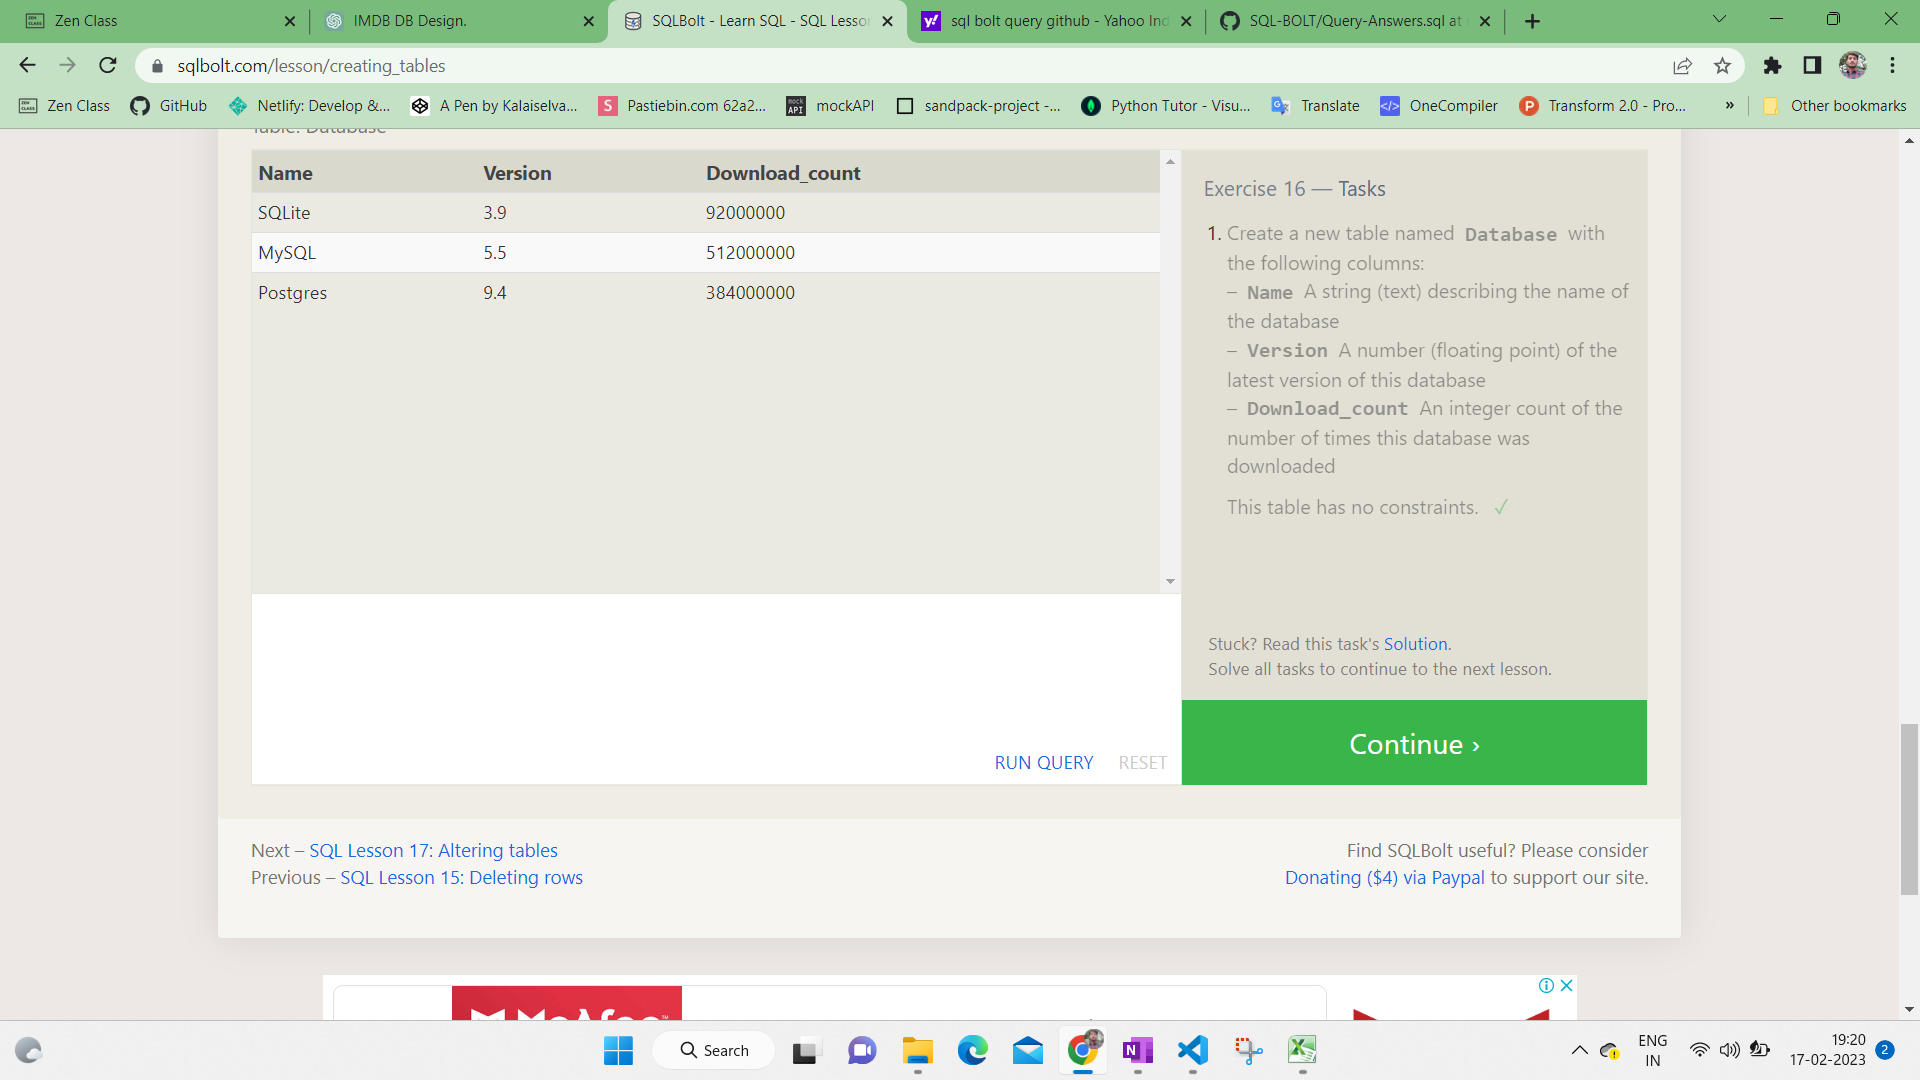 Zen Class
IMDB DB Design.
SQLBolt - Learn SQL - SQL Lesson
sql bolt query github - Yahoo Ind
SQL-BOLT/Query-Answers.sql at
sqlbolt.com/lesson/creating_tables
Zen Class
GitHub
Netlify: Develop &...
A Pen by Kalaiselva...
Pastiebin.com 62a2...
mockAPI
sandpack-project -...
Python Tutor - Visu...
Translate
OneCompiler
Transform 2.0 - Pro...
»
Other bookmarks
Table: Database
Name Version Download_count
SQLite 3.9 92000000
MySQL 5.5 512000000
Postgres 9.4 384000000
RUN QUERY RESET
Exercise 16 — Tasks
1. Create a new table named Database with
the following columns:
– Name A string (text) describing the name of
the database
– Version A number (floating point) of the
latest version of this database
– Download_count An integer count of the
number of times this database was
downloaded
This table has no constraints. ✓
Stuck? Read this task's Solution.
Solve all tasks to continue to the next lesson.
Continue ›
Next – SQL Lesson 17: Altering tables
Previous – SQL Lesson 15: Deleting rows
Find SQLBolt useful? Please consider
Donating ($4) via Paypal to support our site.
McAfee™
Search
ENG
IN
19:20
17-02-2023
2